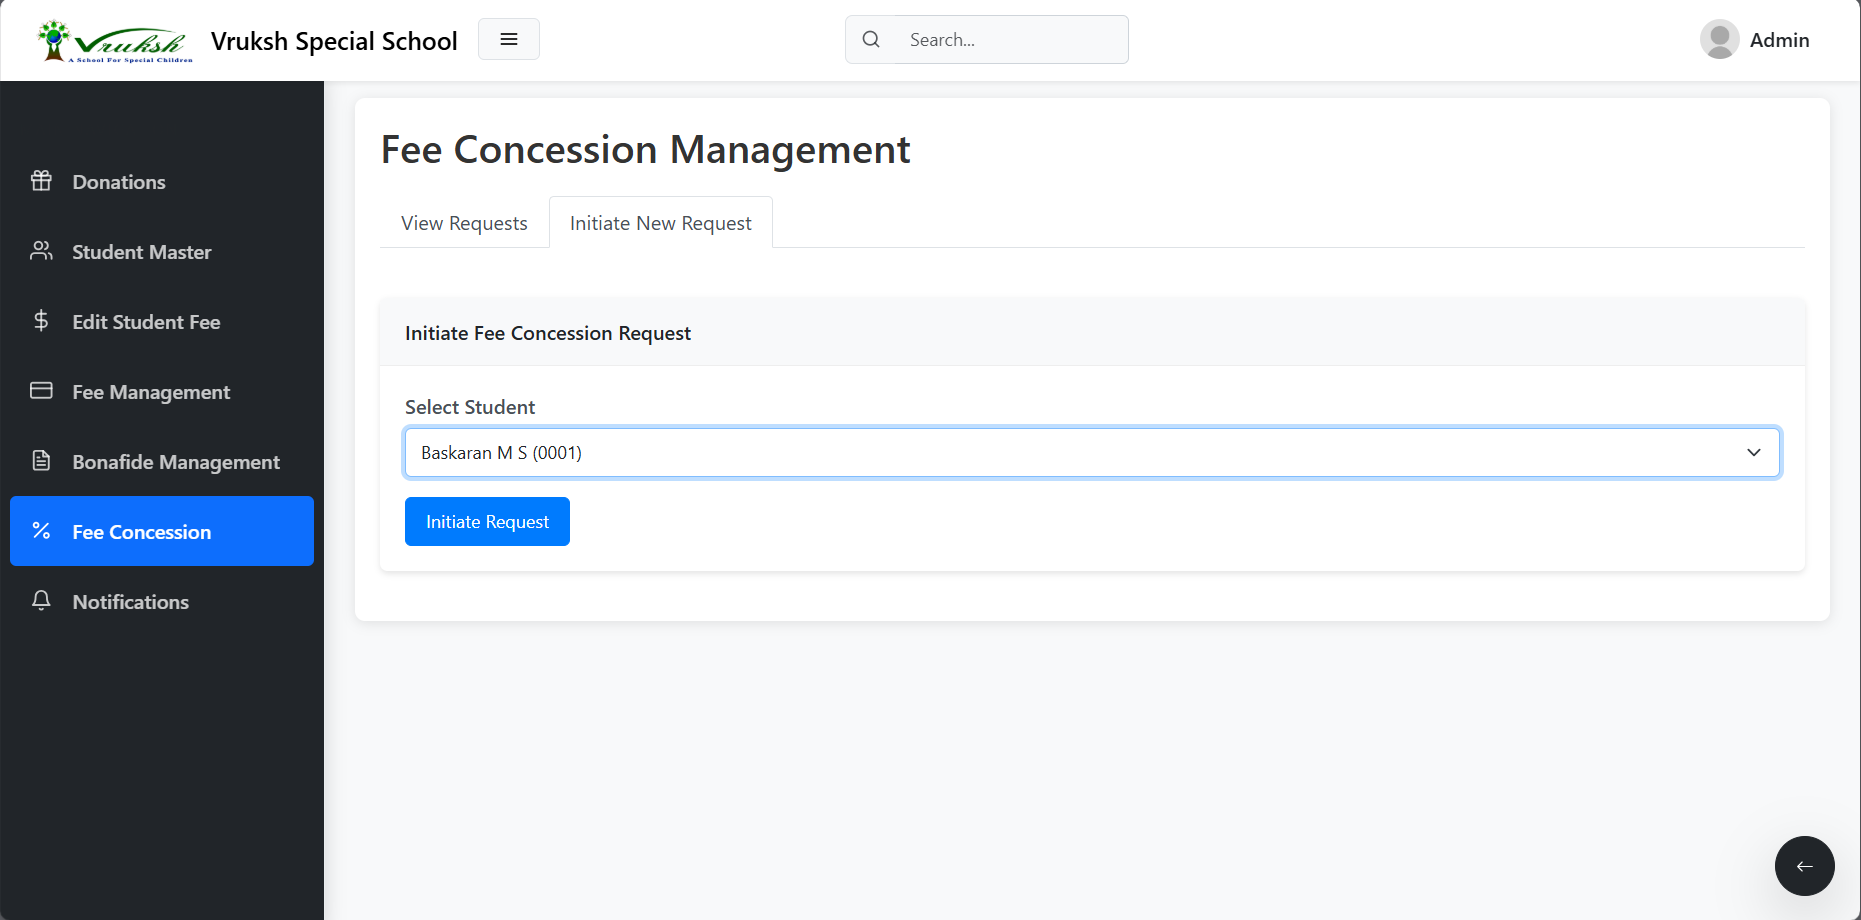 Vruksh
A School For Special Children
Vruksh Special School
Search...
Admin
Donations
Student Master
Edit Student Fee
Fee Management
Bonafide Management
Fee Concession
Notifications
Fee Concession Management
View Requests
Initiate New Request
Initiate Fee Concession Request
Select Student
Baskaran M S (0001)
Initiate Request